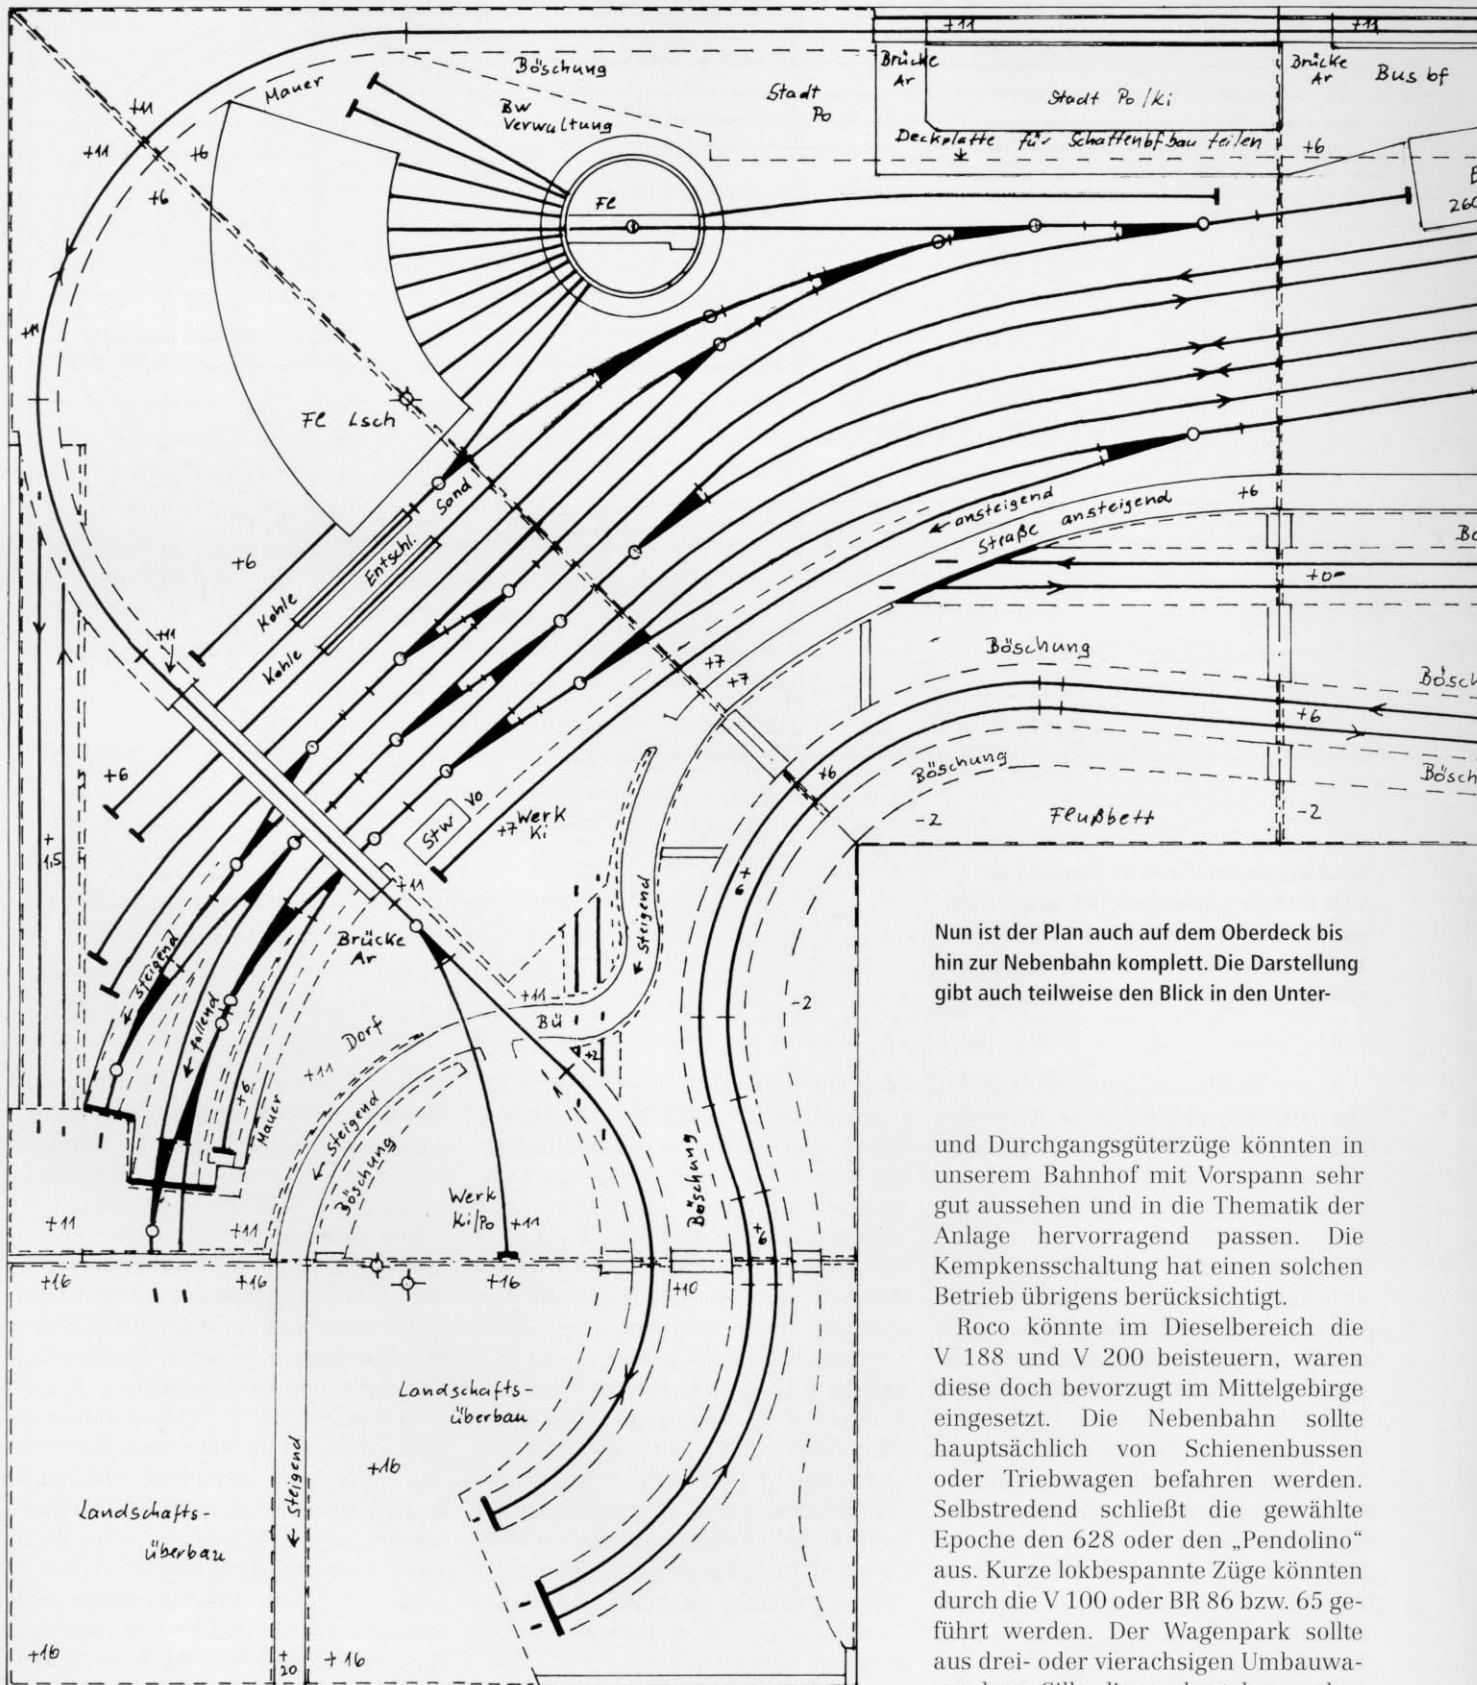 +11
+11
Brücke
Ar
Brücke
Ar
Bus bf
Böschung
Mauer
Stadt
Po
Stadt Po/Ki
BW
Verwaltung
+11
+11
+6
+6
Deckplatte für Schattenbfbau teilen
+6
Fl
260
+11
Fl Lsch
Sand
Entschl.
Kohle
Kohle
+6
+11
← ansteigend
Straße ansteigend
+6
+0-
+7
+7
Böschung
Böschung
+6
+6
Böschung
-2
Flußbett
-2
+6
+
1,5
Stw
Vo
+7 Werk
Ki
+11
Brücke
Ar
← Steigend
+
6
-2
+11
Bü
+2
← steigend
← fallend
+6
Mauer
Dorf
+11
← Steigend
Böschung
Böschung
+6
Werk
Ki/Po
+11
+11
+11
+16
+16
+16
+10
Landschafts-
überbau
← Steigend
+16
Landschafts-
überbau
+16
+
20
+16
Nun ist der Plan auch auf dem Oberdeck bis
hin zur Nebenbahn komplett. Die Darstellung
gibt auch teilweise den Blick in den Unter-
und Durchgangsgüterzüge könnten in
unserem Bahnhof mit Vorspann sehr
gut aussehen und in die Thematik der
Anlage hervorragend passen. Die
Kempkensschaltung hat einen solchen
Betrieb übrigens berücksichtigt.
Roco könnte im Dieselbereich die
V 188 und V 200 beisteuern, waren
diese doch bevorzugt im Mittelgebirge
eingesetzt. Die Nebenbahn sollte
hauptsächlich von Schienenbussen
oder Triebwagen befahren werden.
Selbstredend schließt die gewählte
Epoche den 628 oder den „Pendolino“
aus. Kurze lokbespannte Züge könnten
durch die V 100 oder BR 86 bzw. 65 ge-
führt werden. Der Wagenpark sollte
aus drei- oder vierachsigen Umbauwa-